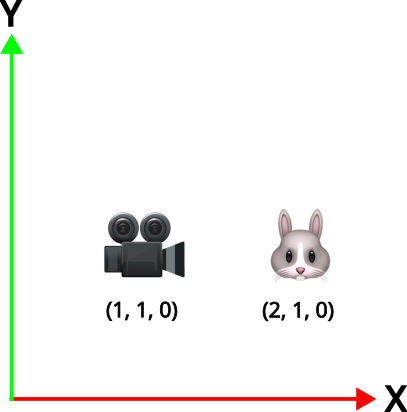 Y
(1, 1, 0) (2, 1, 0)
X